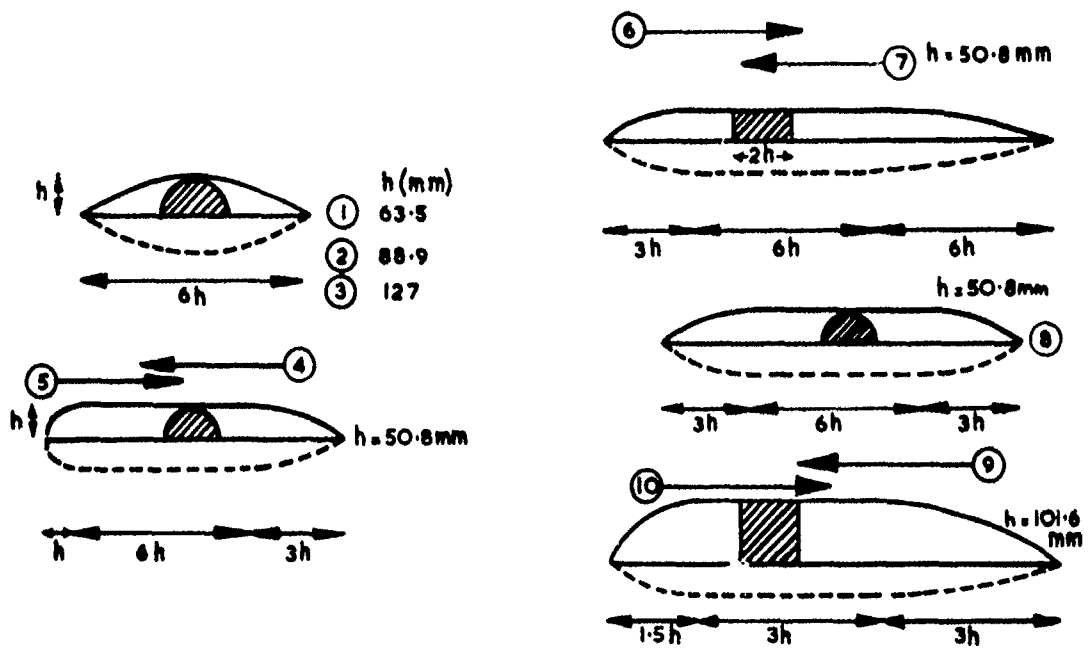 h
h (mm)
① 63·5
② 88·9
③ 127
6h
④
⑤
h
h = 50·8mm
h
6h
3h
⑥
⑦ h = 50·8 mm
2h
3h
6h
6h
h = 50·8mm
⑧
3h
6h
3h
⑨
⑩
h = 101·6
mm
1·5h
3h
3h